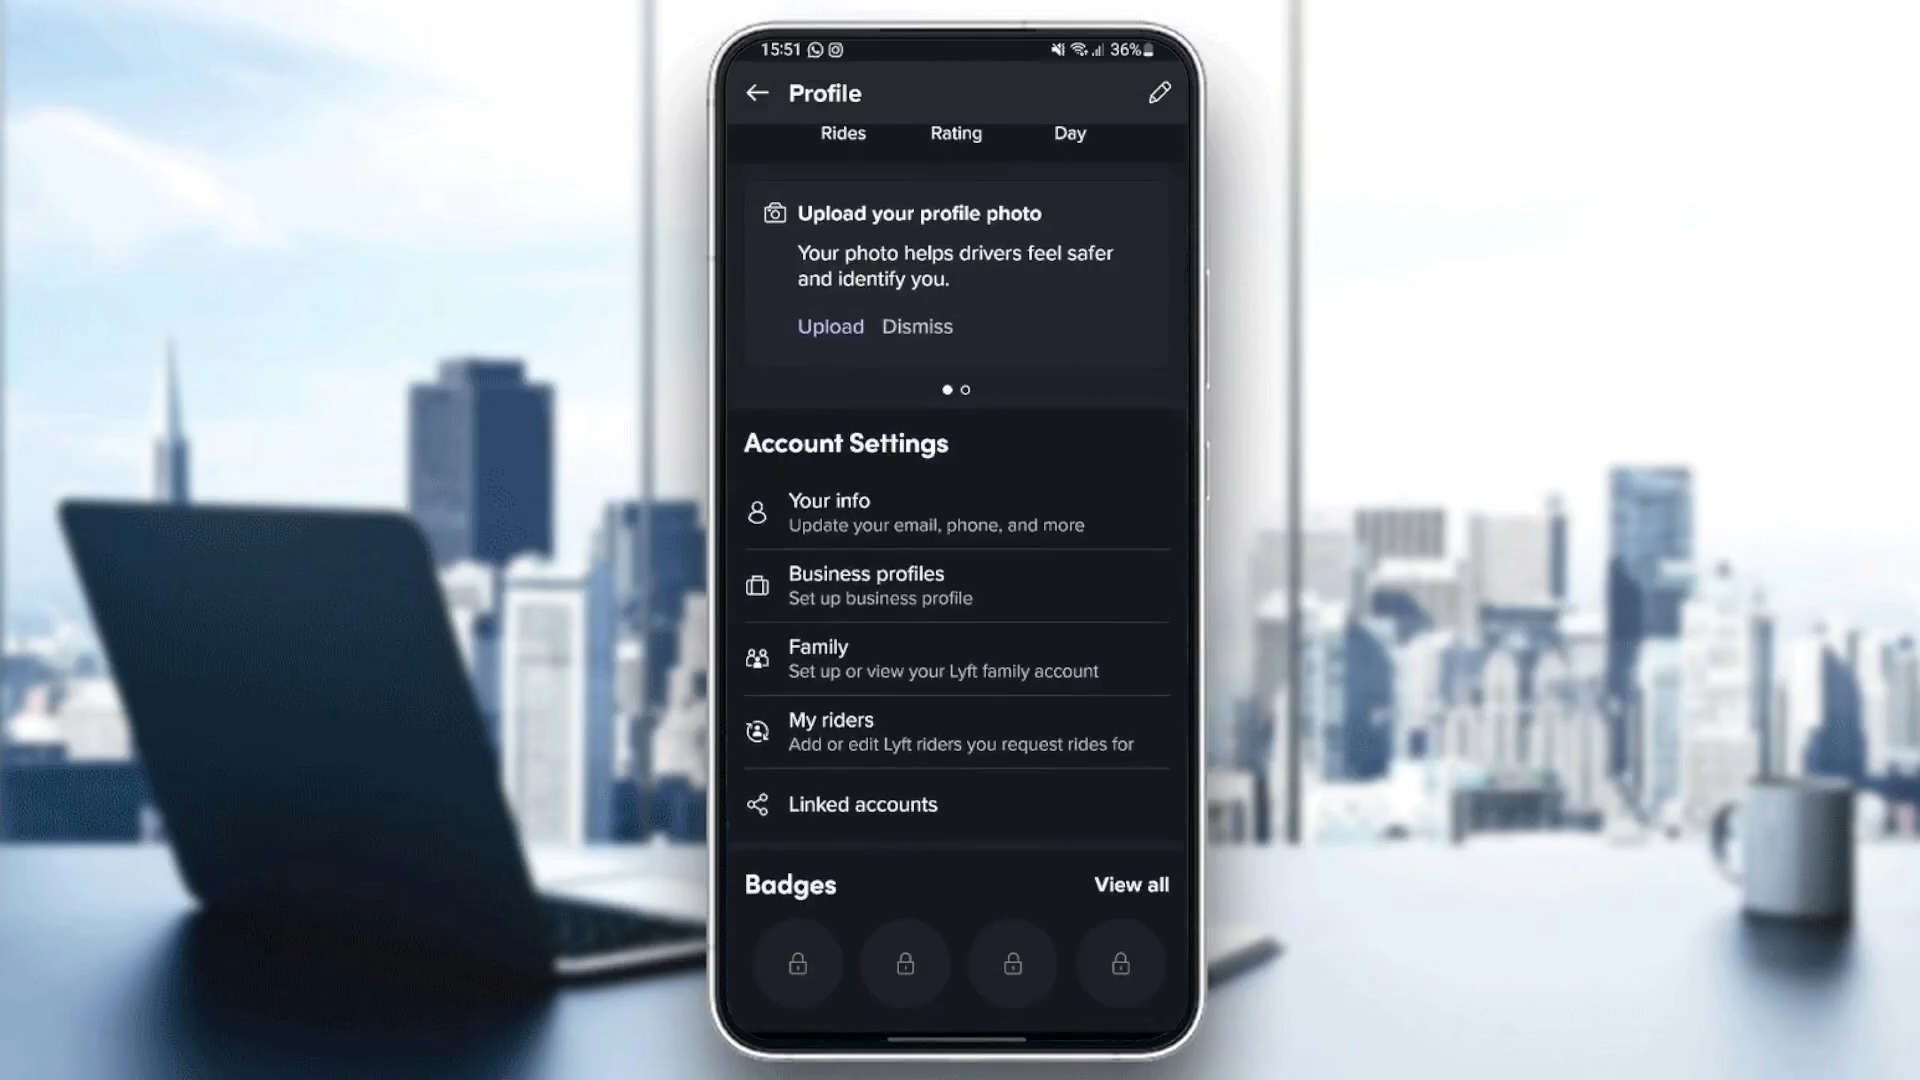 15:51
36%
Profile
Rides Rating Day
Upload your profile photo
Your photo helps drivers feel safer
and identify you.
Upload Dismiss
Account Settings
Your info
Update your email, phone, and more
Business profiles
Set up business profile
Family
Set up or view your Lyft family account
My riders
Add or edit Lyft riders you request rides for
Linked accounts
Badges View all